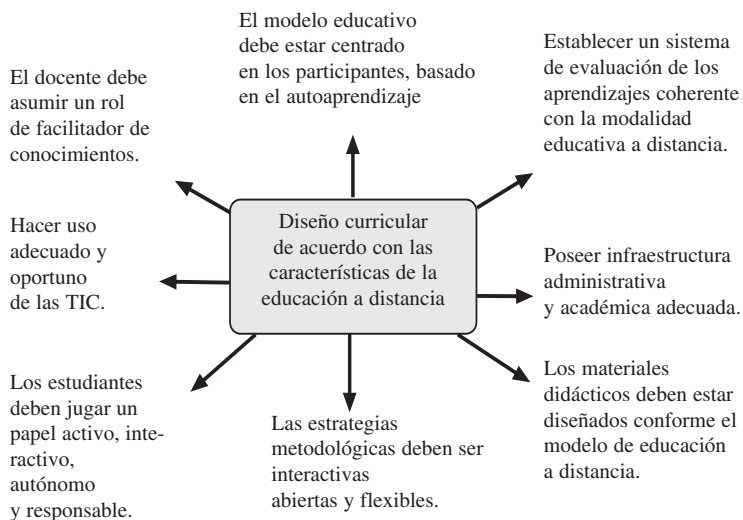 El modelo educativo
debe estar centrado
en los participantes, basado
en el autoaprendizaje
Establecer un sistema
de evaluación de los
aprendizajes coherente
con la modalidad
educativa a distancia.
El docente debe
asumir un rol
de facilitador de
conocimientos.
Diseño curricular
de acuerdo con las
características de la
educación a distancia
Hacer uso
adecuado y
oportuno
de las TIC.
Poseer infraestructura
administrativa
y académica adecuada.
Los estudiantes
deben jugar un
papel activo, inte-
ractivo,
autónomo
y responsable.
Las estrategias
metodológicas deben ser
interactivas
abiertas y flexibles.
Los materiales
didácticos deben estar
diseñados conforme el
modelo de educación
a distancia.